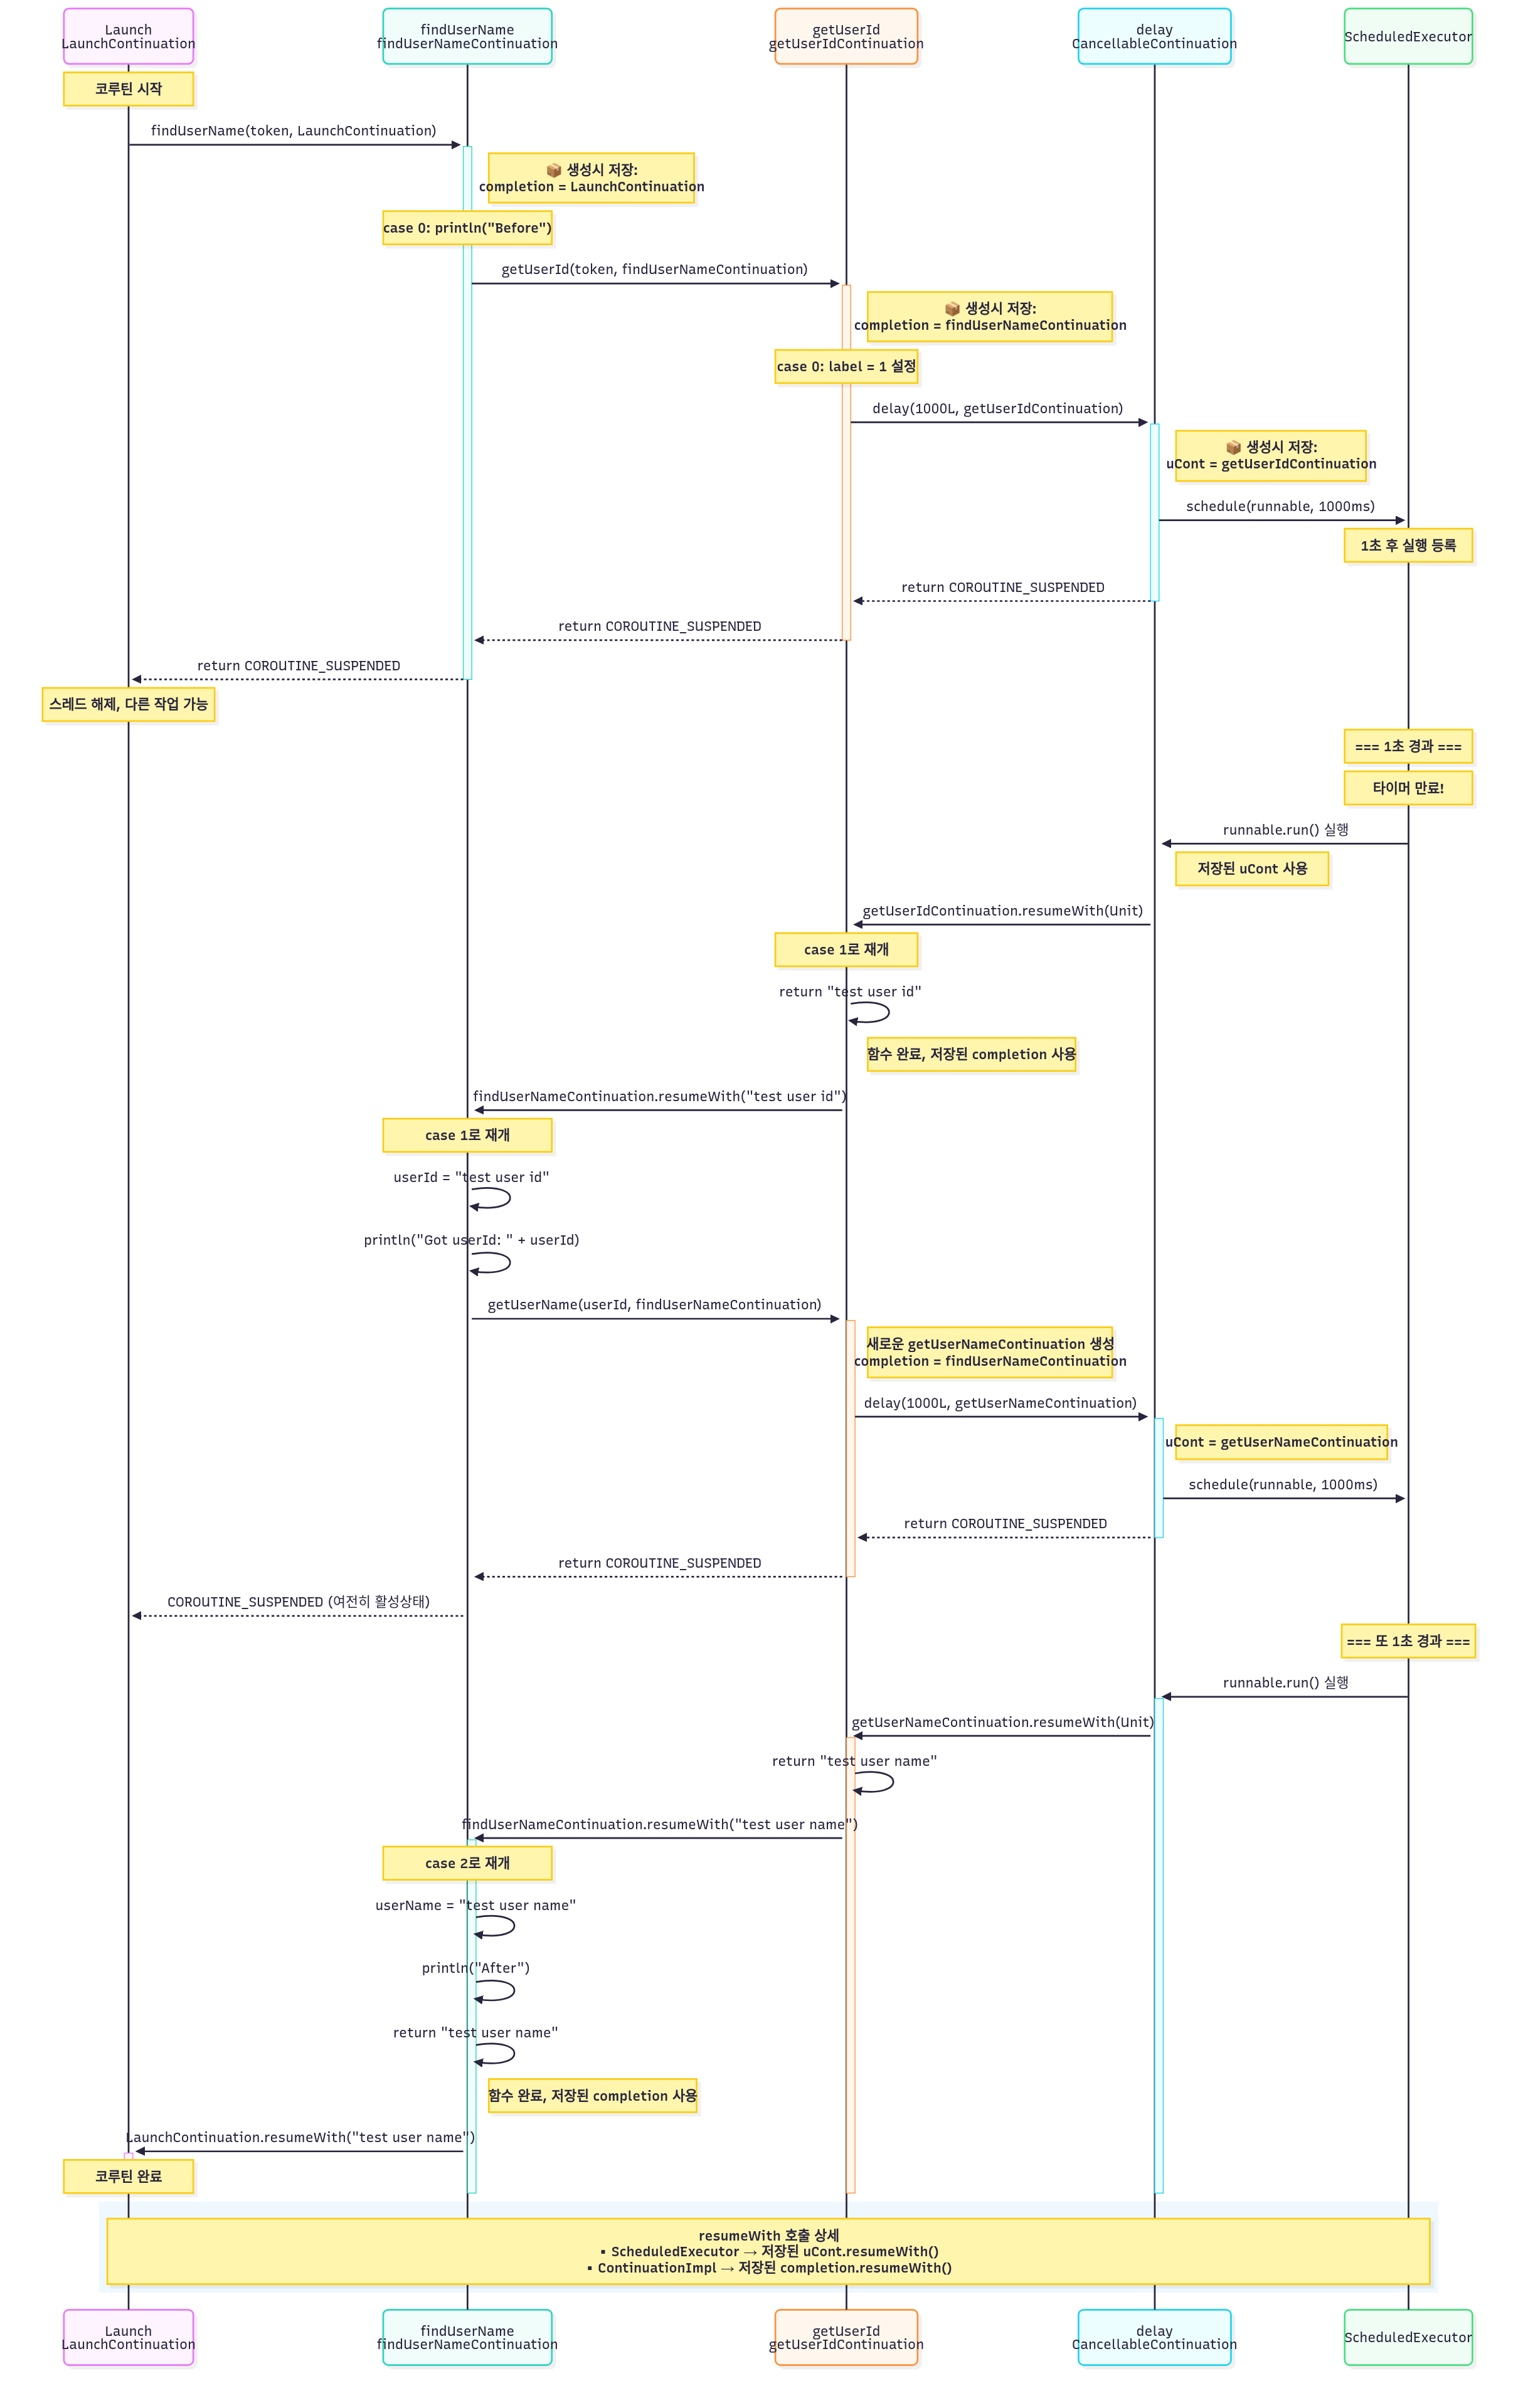 Launch
LaunchContinuation
findUserName
findUserNameContinuation
getUserId
getUserIdContinuation
delay
CancellableContinuation
ScheduledExecutor
코루틴 시작
findUserName(token, LaunchContinuation)
📦 생성시 저장:
completion = LaunchContinuation
case 0: println("Before")
getUserId(token, findUserNameContinuation)
📦 생성시 저장:
completion = findUserNameContinuation
case 0: label = 1 설정
delay(1000L, getUserIdContinuation)
📦 생성시 저장:
uCont = getUserIdContinuation
schedule(runnable, 1000ms)
1초 후 실행 등록
return COROUTINE_SUSPENDED
return COROUTINE_SUSPENDED
return COROUTINE_SUSPENDED
스레드 해제, 다른 작업 가능
=== 1초 경과 ===
타이머 만료!
runnable.run() 실행
저장된 uCont 사용
getUserIdContinuation.resumeWith(Unit)
case 1로 재개
return "test user id"
함수 완료, 저장된 completion 사용
findUserNameContinuation.resumeWith("test user id")
case 1로 재개
userId = "test user id"
println("Got userId: " + userId)
getUserName(userId, findUserNameContinuation)
새로운 getUserNameContinuation 생성
completion = findUserNameContinuation
delay(1000L, getUserNameContinuation)
uCont = getUserNameContinuation
schedule(runnable, 1000ms)
return COROUTINE_SUSPENDED
return COROUTINE_SUSPENDED
COROUTINE_SUSPENDED (여전히 활성상태)
=== 또 1초 경과 ===
runnable.run() 실행
getUserNameContinuation.resumeWith(Unit)
return "test user name"
findUserNameContinuation.resumeWith("test user name")
case 2로 재개
userName = "test user name"
println("After")
return "test user name"
함수 완료, 저장된 completion 사용
LaunchContinuation.resumeWith("test user name")
코루틴 완료
resumeWith 호출 상세
▪ ScheduledExecutor → 저장된 uCont.resumeWith()
▪ ContinuationImpl → 저장된 completion.resumeWith()
Launch
LaunchContinuation
findUserName
findUserNameContinuation
getUserId
getUserIdContinuation
delay
CancellableContinuation
ScheduledExecutor